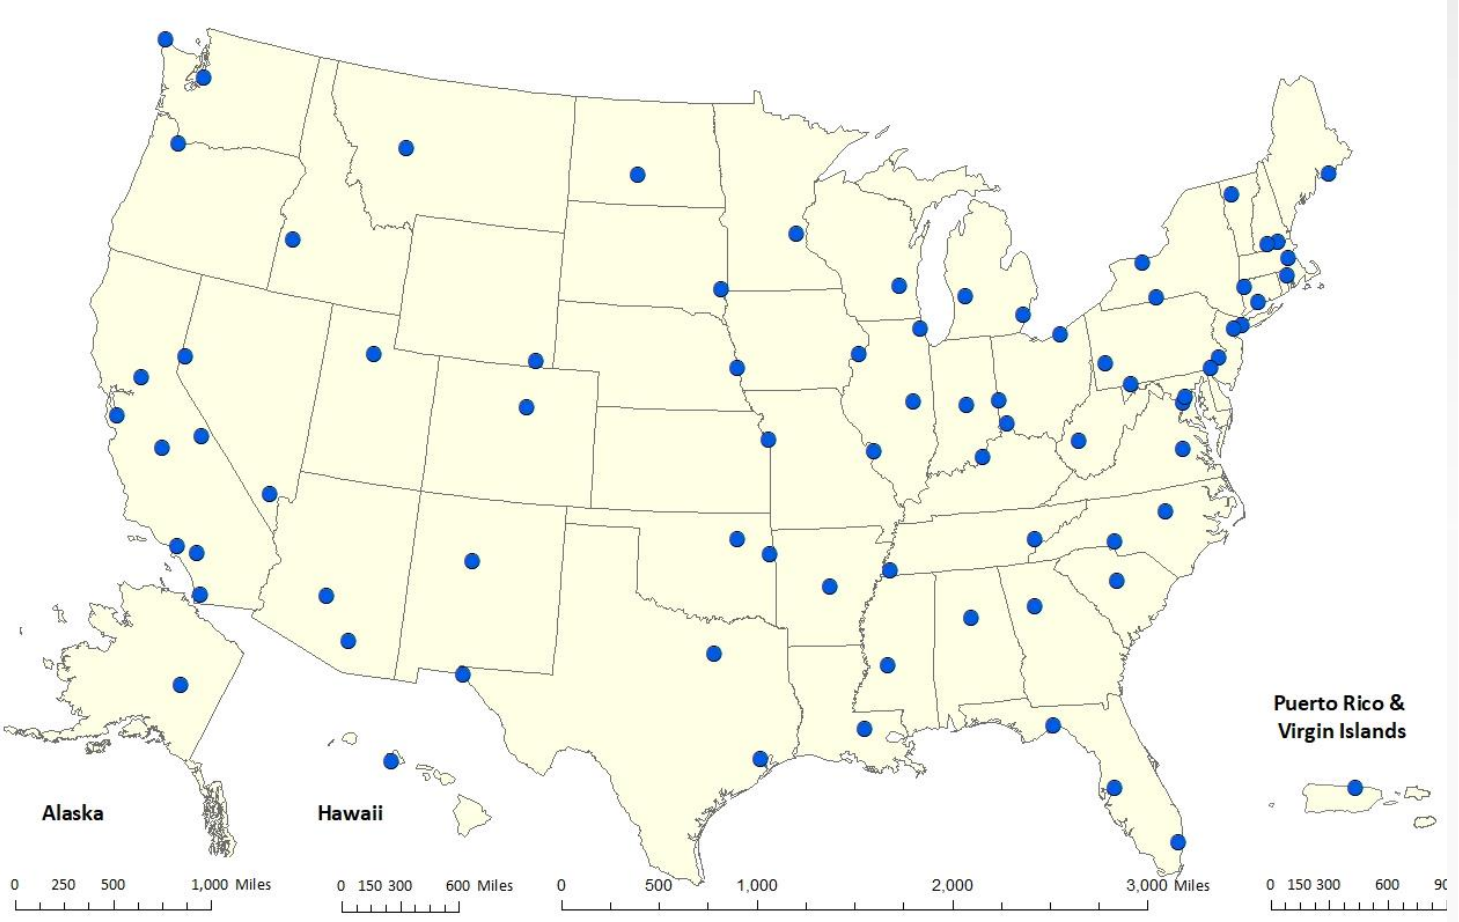 Puerto Rico &
Virgin Islands
Alaska
Hawaii
0 250 500 1,000 Miles
0 150 300 600 Miles
0 500 1,000 2,000 3,000 Miles
0 150 300 600